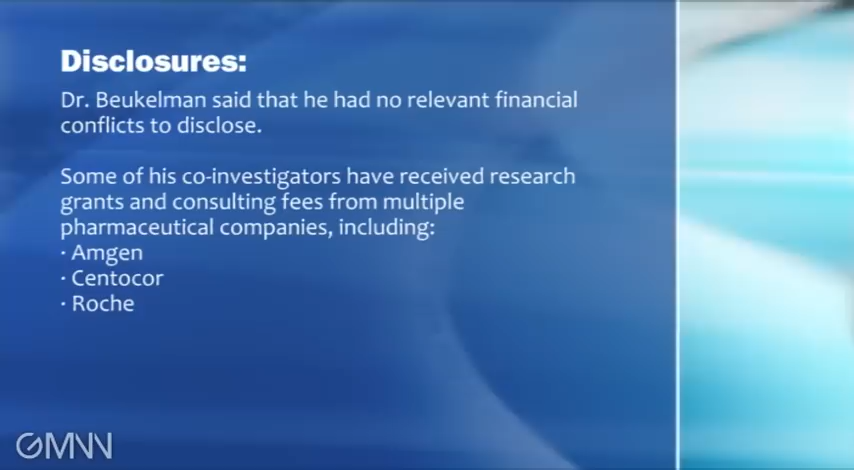 Disclosures:
Dr. Beukelman said that he had no relevant financial
conflicts to disclose.
Some of his co-investigators have received research
grants and consulting fees from multiple
pharmaceutical companies, including:
· Amgen
· Centocor
· Roche
GMNN